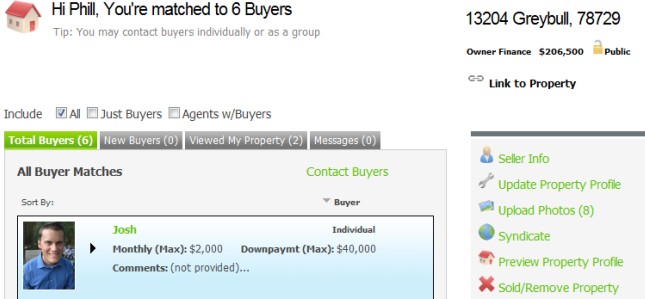 Hi Phill, You're matched to 6 Buyers
Tip: You may contact buyers individually or as a group
13204 Greybull, 78729
Owner Finance $206,500 Public
Link to Property
Include All Just Buyers Agents w/Buyers
Total Buyers (6) New Buyers (0) Viewed My Property (2) Messages (0)
All Buyer Matches Contact Buyers
Sort By: Buyer
Josh Individual
Monthly (Max): $2,000 Downpaymt (Max): $40,000
Comments: (not provided)...
Seller Info
Update Property Profile
Upload Photos (8)
Syndicate
Preview Property Profile
Sold/Remove Property